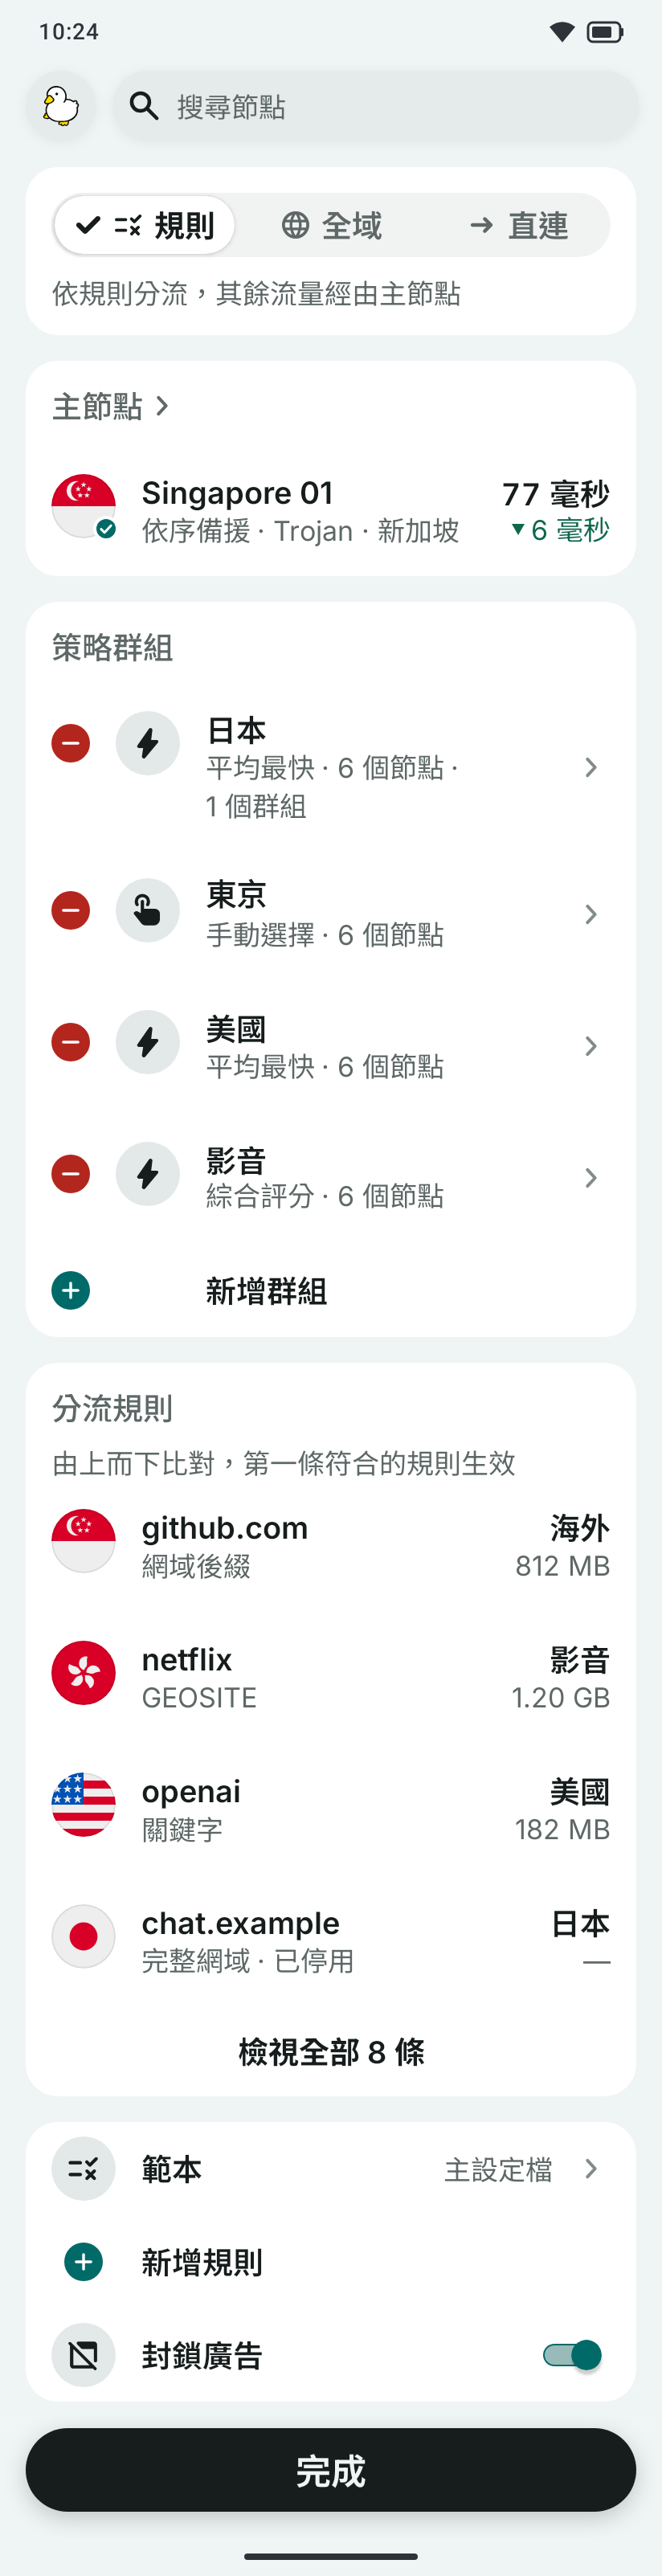 10:24
搜尋節點
規則
全域
直連
依規則分流，其餘流量經由主節點
主節點
Singapore 01
77 毫秒
依序備援 · Trojan · 新加坡
▼6 毫秒
策略群組
日本
平均最快 · 6 個節點 ·
1 個群組
東京
手動選擇 · 6 個節點
美國
平均最快 · 6 個節點
影音
綜合評分 · 6 個節點
新增群組
分流規則
由上而下比對，第一條符合的規則生效
github.com
海外
網域後綴
812 MB
netflix
影音
GEOSITE
1.20 GB
openai
美國
關鍵字
182 MB
chat.example
日本
完整網域 · 已停用
—
檢視全部 8 條
範本
主設定檔
新增規則
封鎖廣告
完成